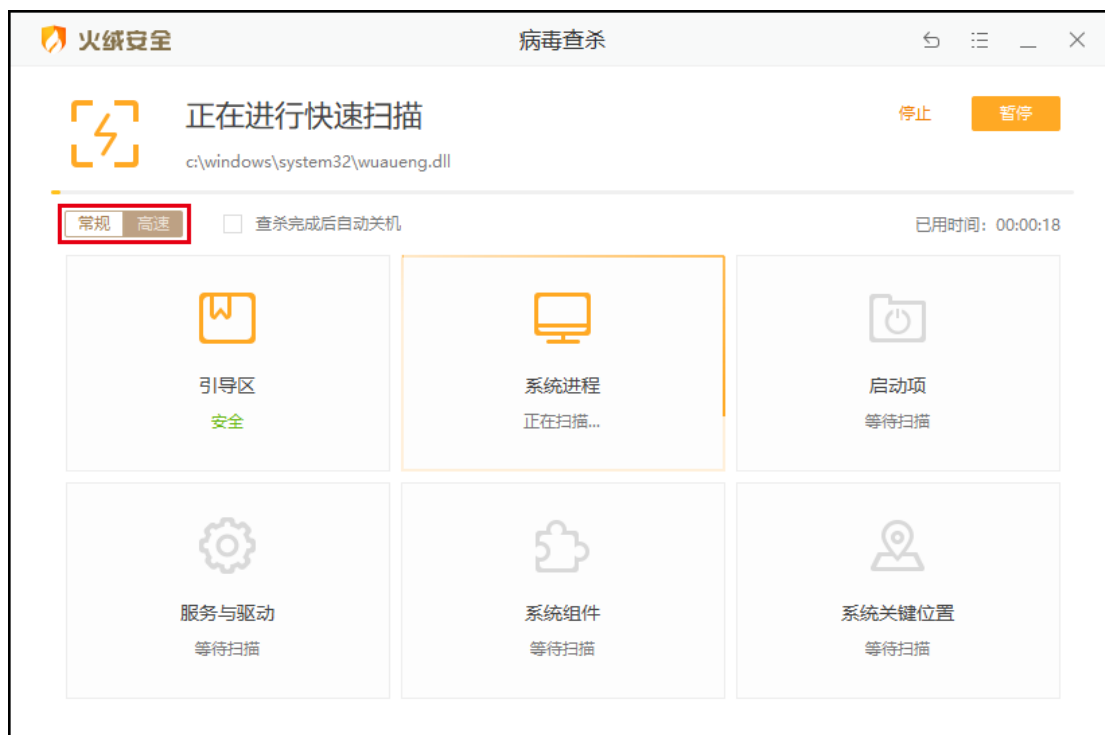 火绒安全
病毒查杀
正在进行快速扫描
停止
暂停
c:\windows\system32\wuaueng.dll
常规
高速
查杀完成后自动关机
已用时间：00:00:18
引导区
安全
系统进程
正在扫描...
启动项
等待扫描
服务与驱动
等待扫描
系统组件
等待扫描
系统关键位置
等待扫描